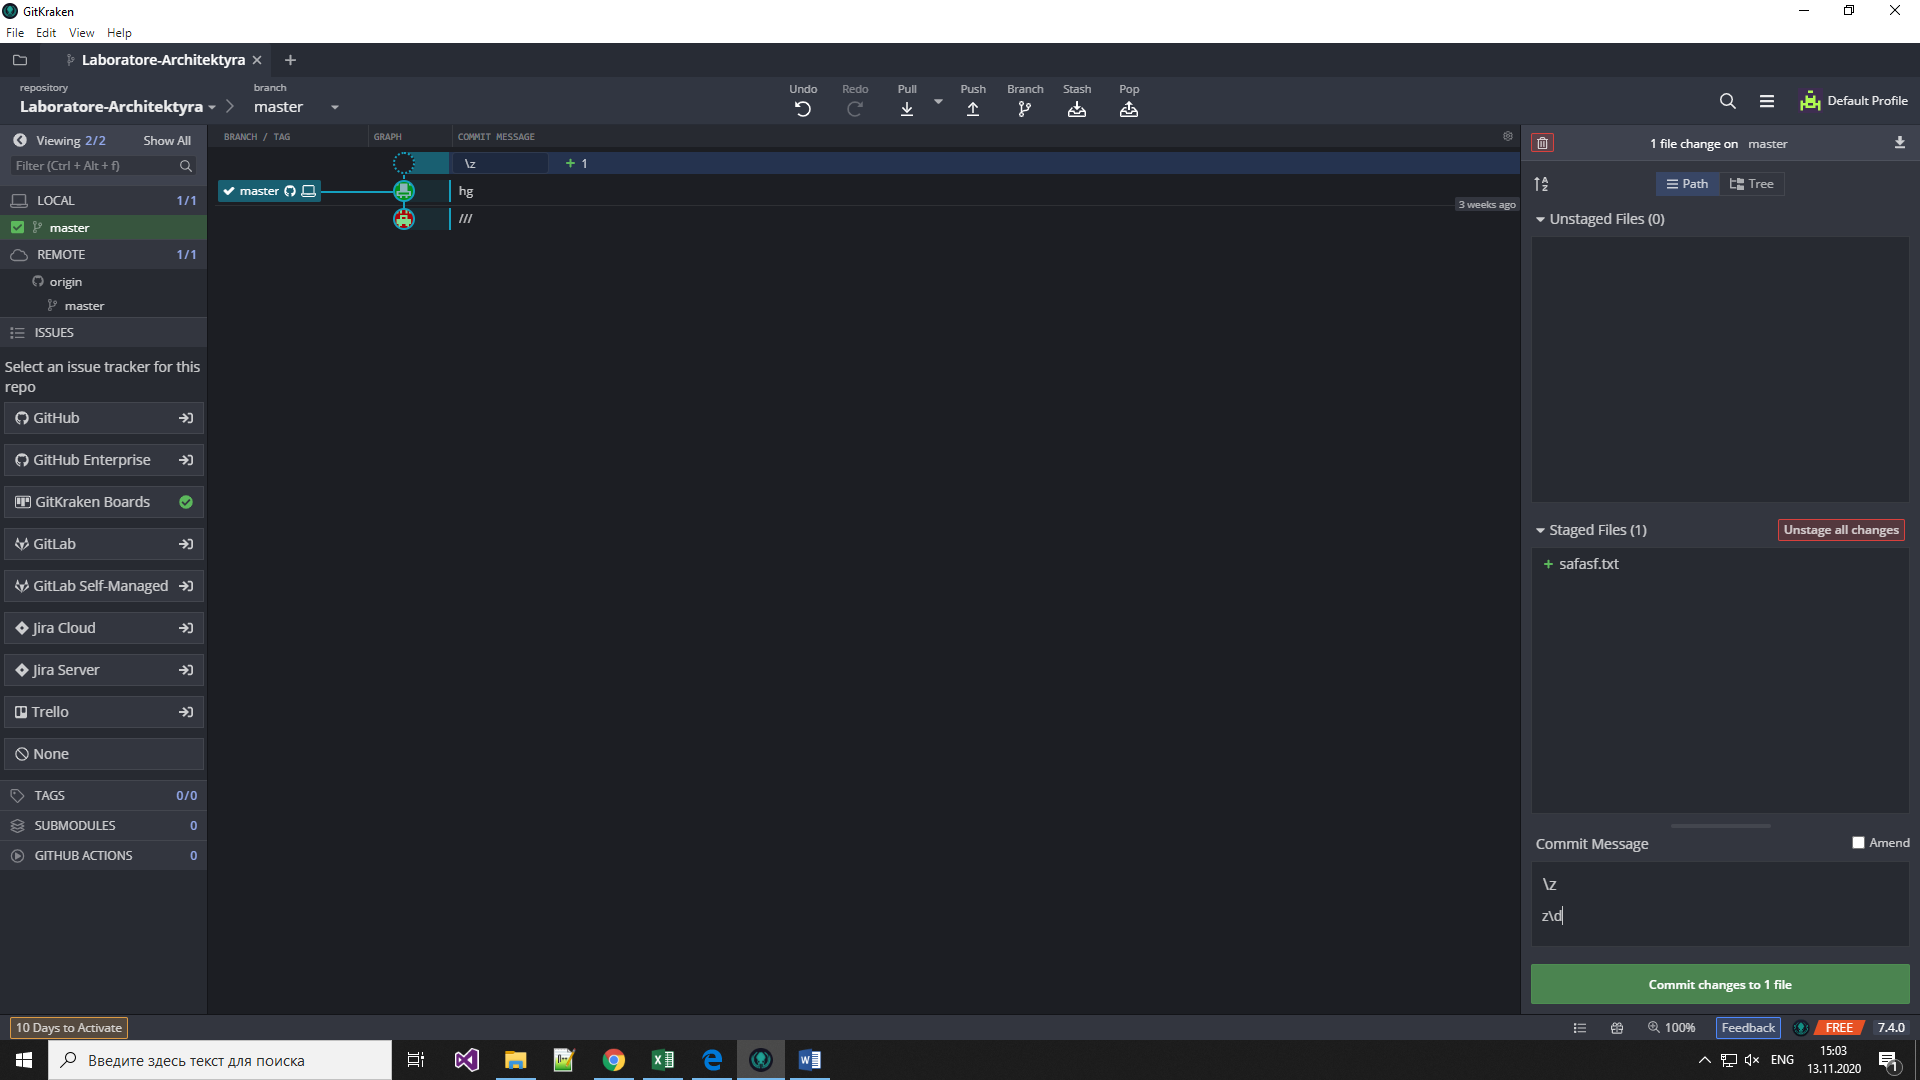 GitKraken
File Edit View Help
Laboratore-Architektyra
repository
Laboratore-Architektyra
branch
master
Undo Redo Pull Push Branch Stash Pop
Default Profile
Viewing 2/2 Show All
Filter (Ctrl + Alt + f)
LOCAL 1/1
master
REMOTE 1/1
origin
master
ISSUES
Select an issue tracker for this
repo
GitHub
GitHub Enterprise
GitKraken Boards
GitLab
GitLab Self-Managed
Jira Cloud
Jira Server
Trello
None
TAGS 0/0
SUBMODULES 0
GITHUB ACTIONS 0
BRANCH / TAG GRAPH COMMIT MESSAGE
\z + 1
master hg
3 weeks ago
///
1 file change on master
Path Tree
Unstaged Files (0)
Staged Files (1) Unstage all changes
+ safasf.txt
Commit Message Amend
\z
z\d
Commit changes to 1 file
10 Days to Activate
100% Feedback FREE 7.4.0
Введите здесь текст для поиска
ENG
15:03
13.11.2020
1